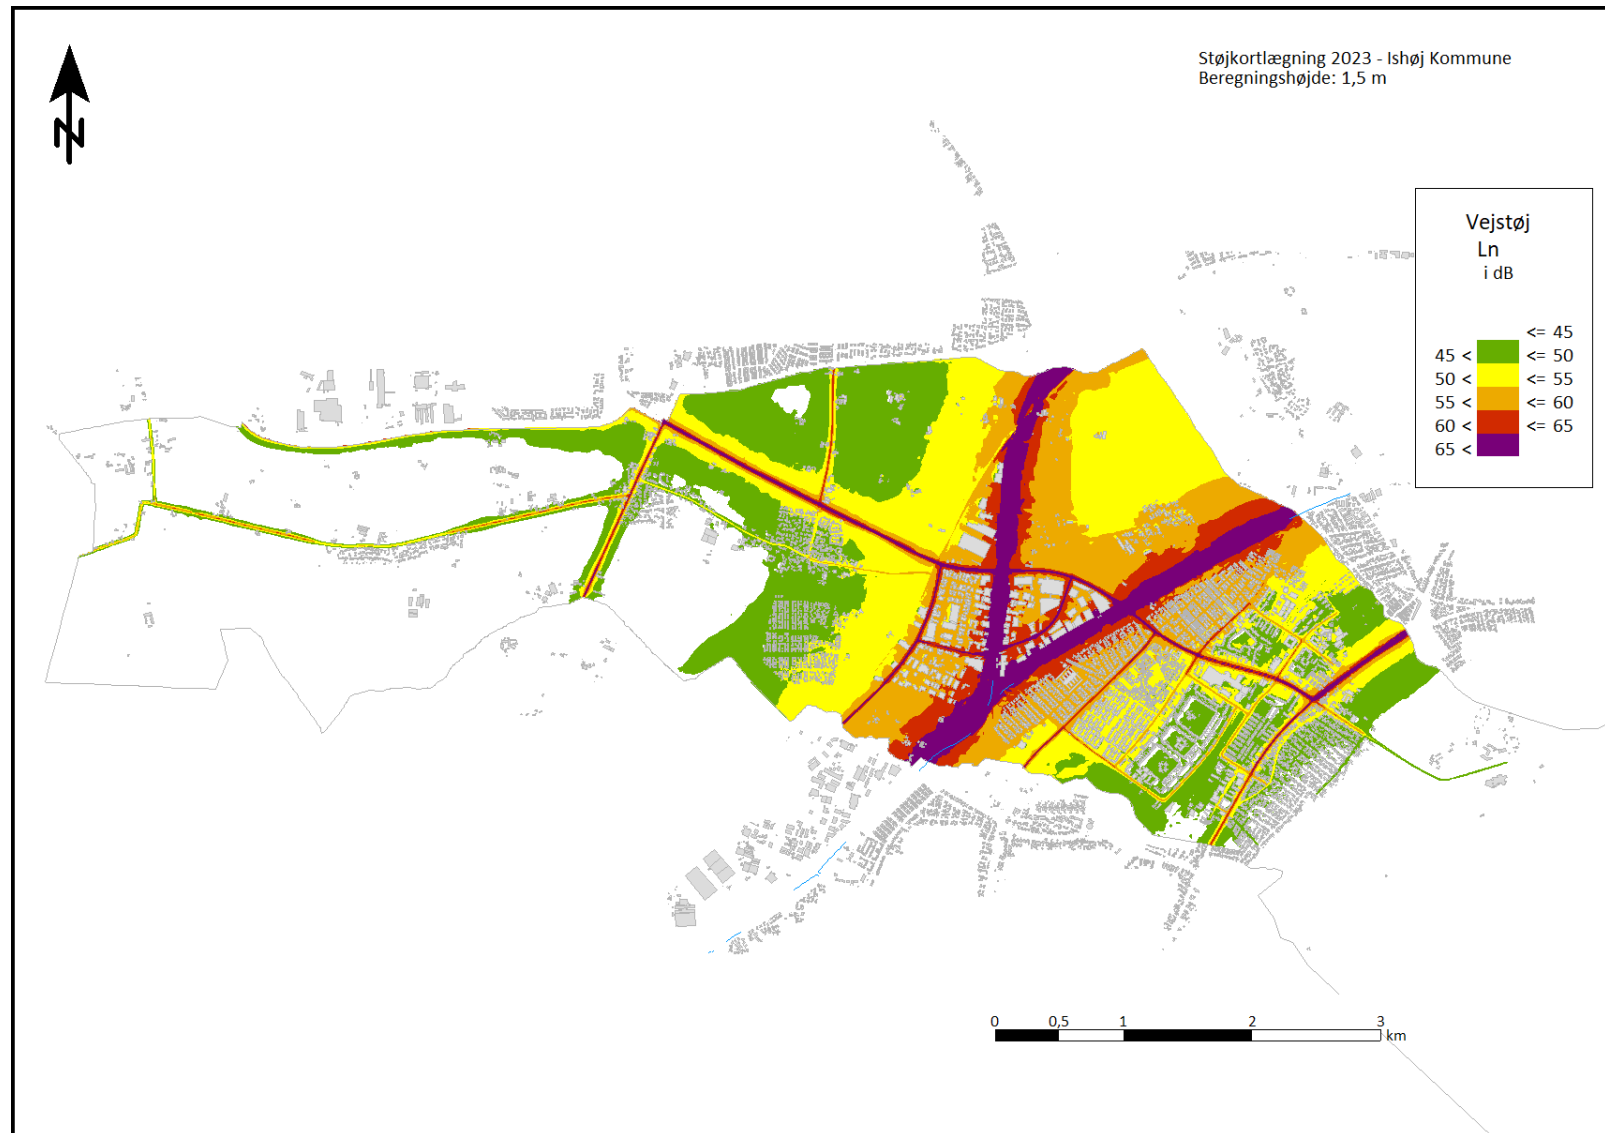 N
Støjkortlægning 2023 - Ishøj Kommune
Beregningshøjde: 1,5 m
Vejstøj
Ln
i dB
<= 45
45 < <= 50
50 < <= 55
55 < <= 60
60 < <= 65
65 <
0 0,5 1 2 3
km